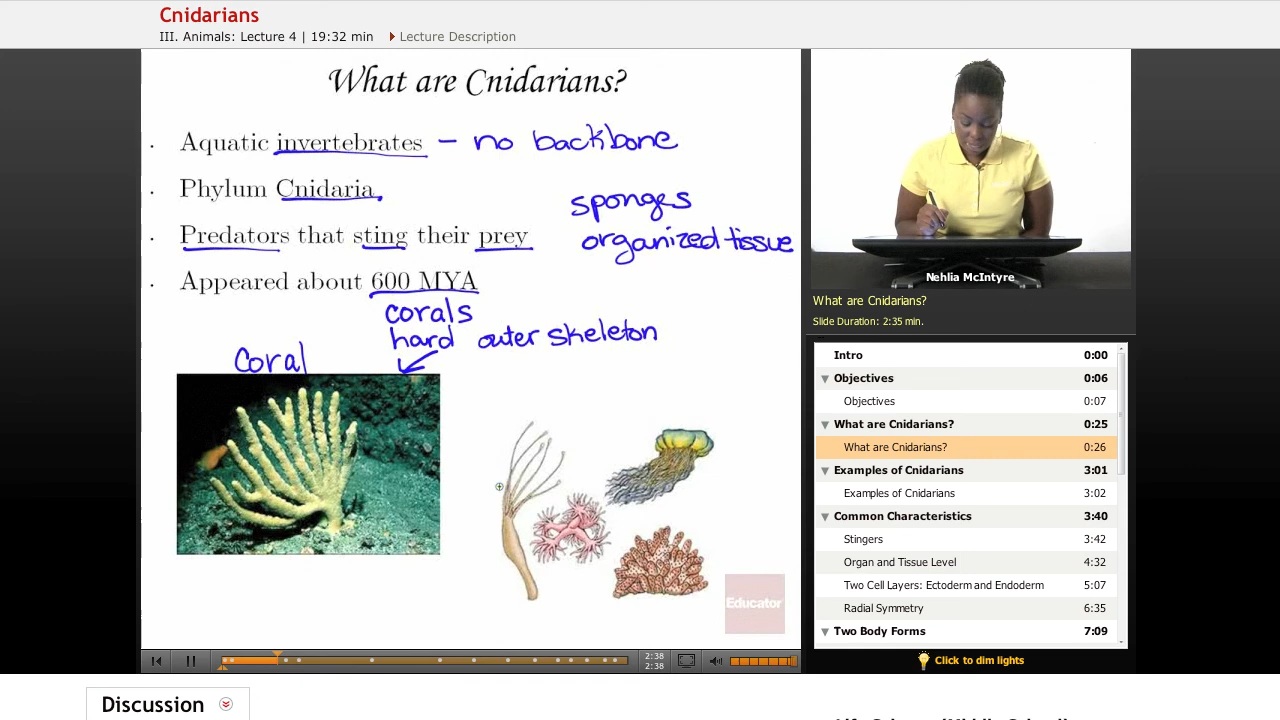 Cnidarians
III. Animals: Lecture 4 | 19:32 min Lecture Description
What are Cnidarians?
· Aquatic invertebrates – no backbone
· Phylum Cnidaria.
sponges
· Predators that sting their prey
organized tissue
· Appeared about 600 MYA
corals
hard outer skeleton
Coral
Educator
2:38
2:38
Nehlia McIntyre
What are Cnidarians?
Slide Duration: 2:35 min.
Intro 0:00
Objectives 0:06
Objectives 0:07
What are Cnidarians? 0:25
What are Cnidarians? 0:26
Examples of Cnidarians 3:01
Examples of Cnidarians 3:02
Common Characteristics 3:40
Stingers 3:42
Organ and Tissue Level 4:32
Two Cell Layers: Ectoderm and Endoderm 5:07
Radial Symmetry 6:35
Two Body Forms 7:09
Click to dim lights
Discussion